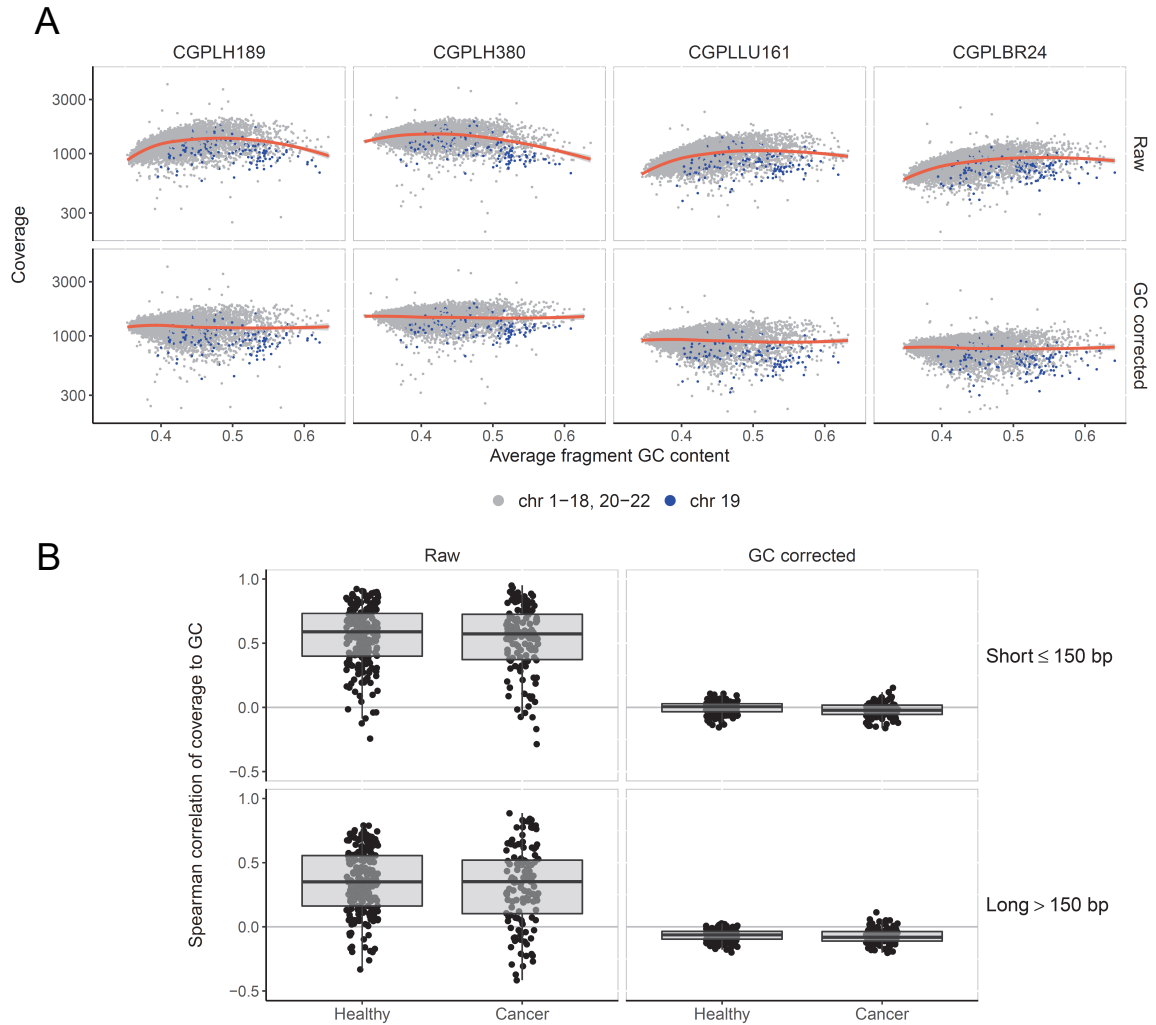 A
CGPLH189 CGPLH380 CGPLLU161 CGPLBR24
3000
1000
300
Raw
Coverage
3000
1000
300
GC corrected
0.4 0.5 0.6 0.4 0.5 0.6 0.4 0.5 0.6 0.4 0.5 0.6
Average fragment GC content
chr 1−18, 20−22 chr 19
B
Raw GC corrected
Spearman correlation of coverage to GC
1.0
0.5
0.0
−0.5
Short ≤ 150 bp
1.0
0.5
0.0
−0.5
Long > 150 bp
Healthy Cancer Healthy Cancer